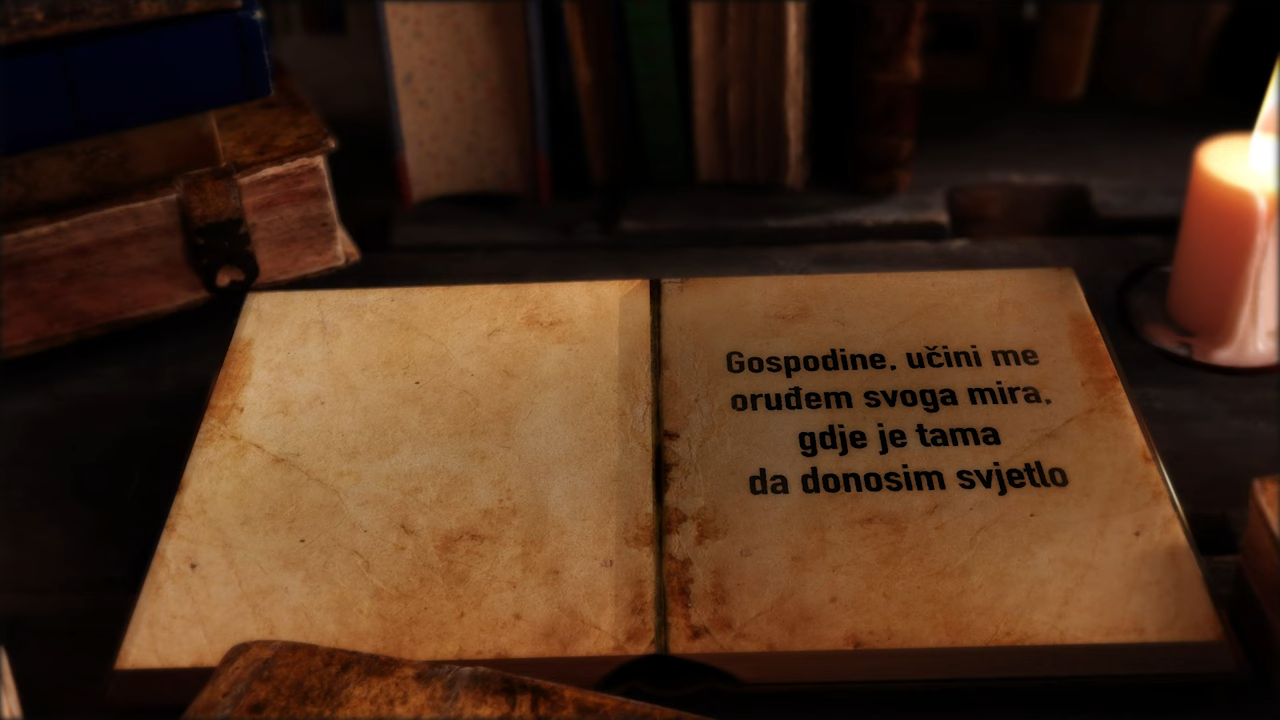 Gospodine, učini me
oruđem svoga mira,
gdje je tama
da donosim svjetlo